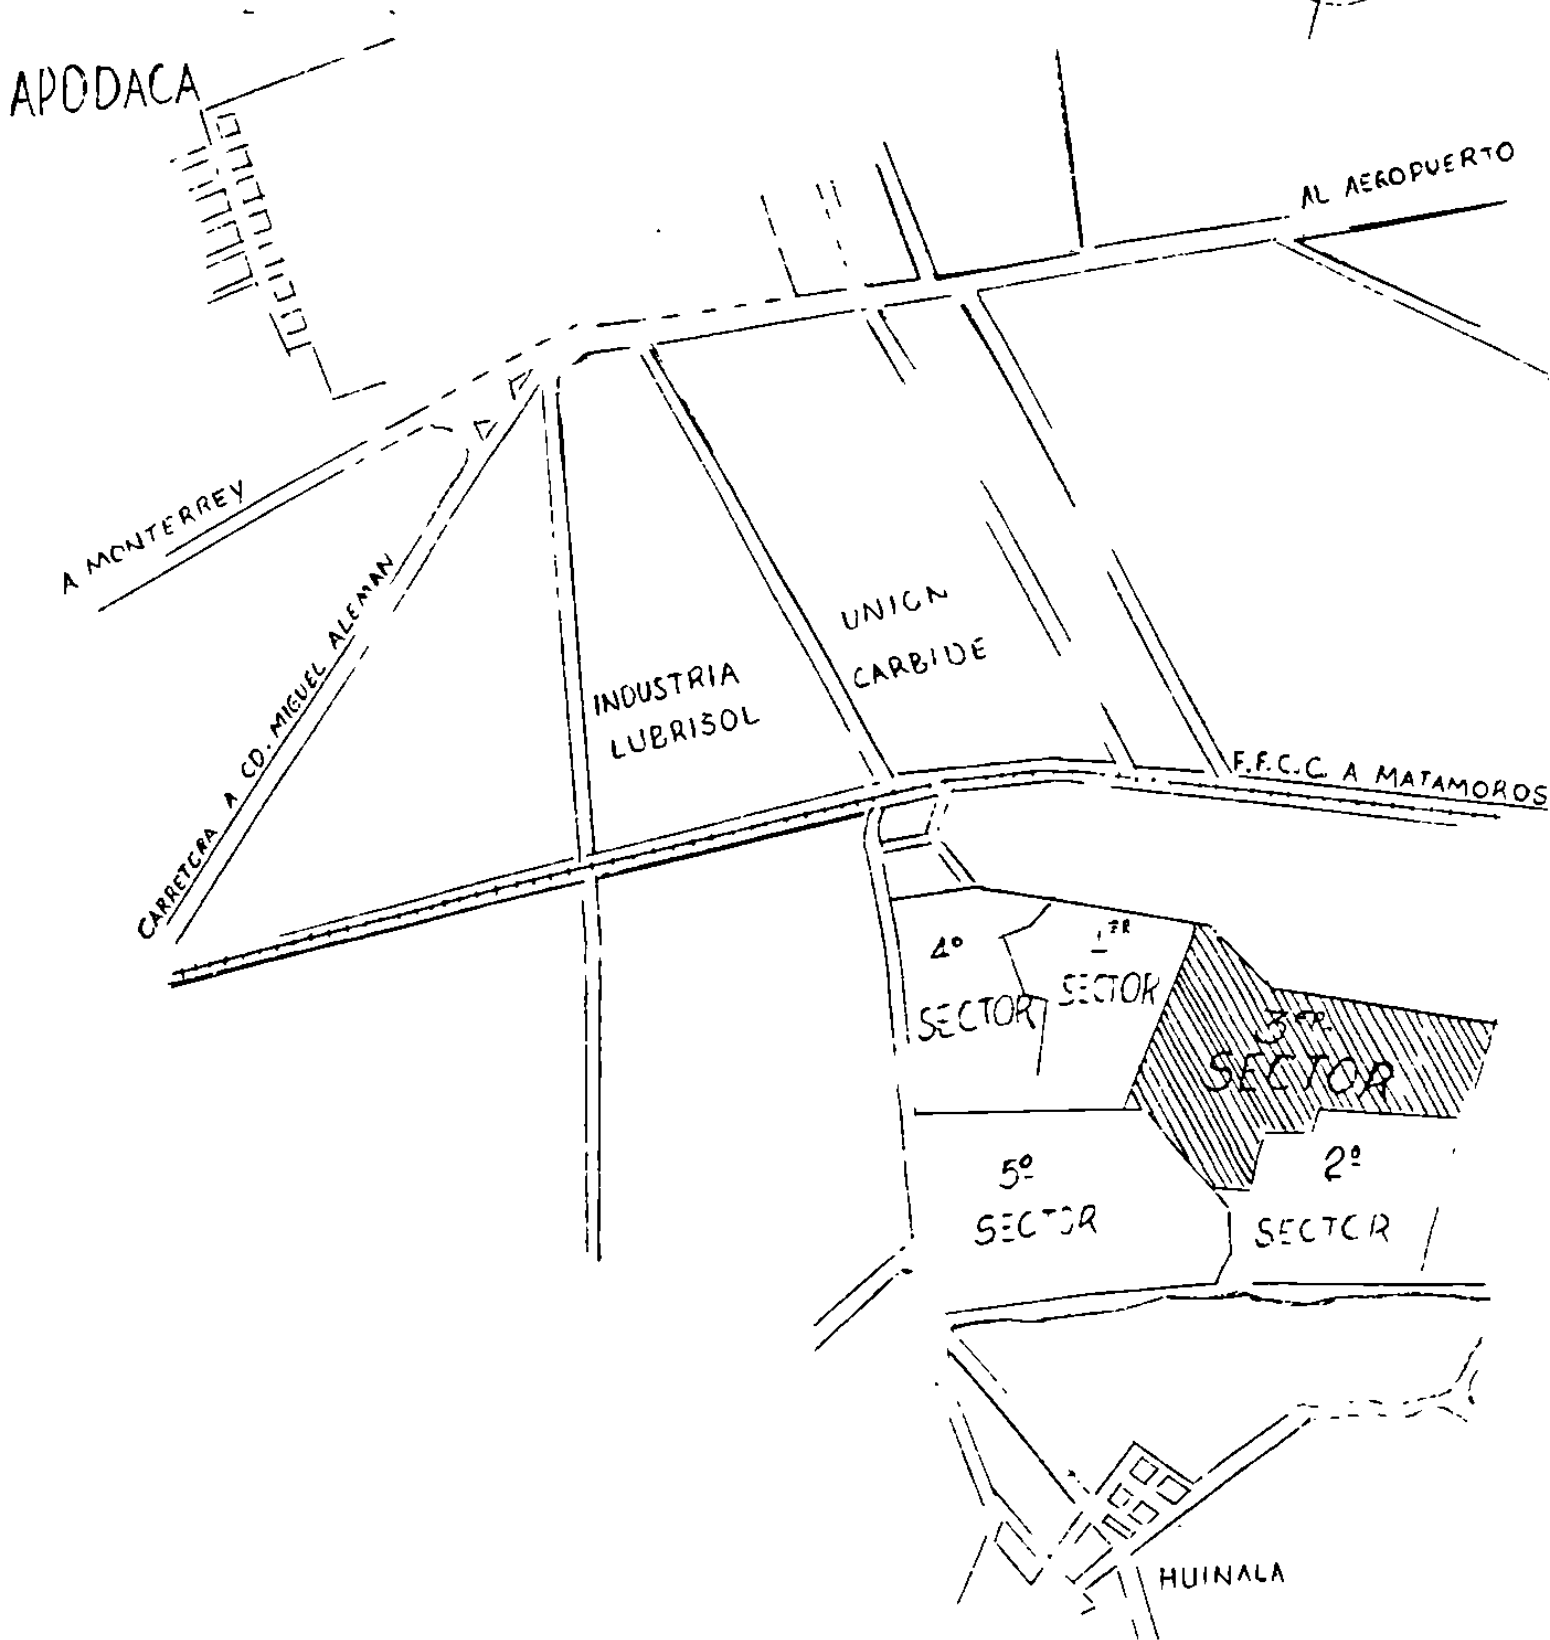 APODACA
AL AEROPUERTO
A MONTERREY
CARRETERA A CD. MIGUEL ALEMAN
UNION
CARBIDE
INDUSTRIA
LUBRISOL
F.F.C.C. A MATAMOROS
4º
SECTOR
1ER
SECTOR
3ER
SECTOR
5º
SECTOR
2º
SECTOR
HUINALA